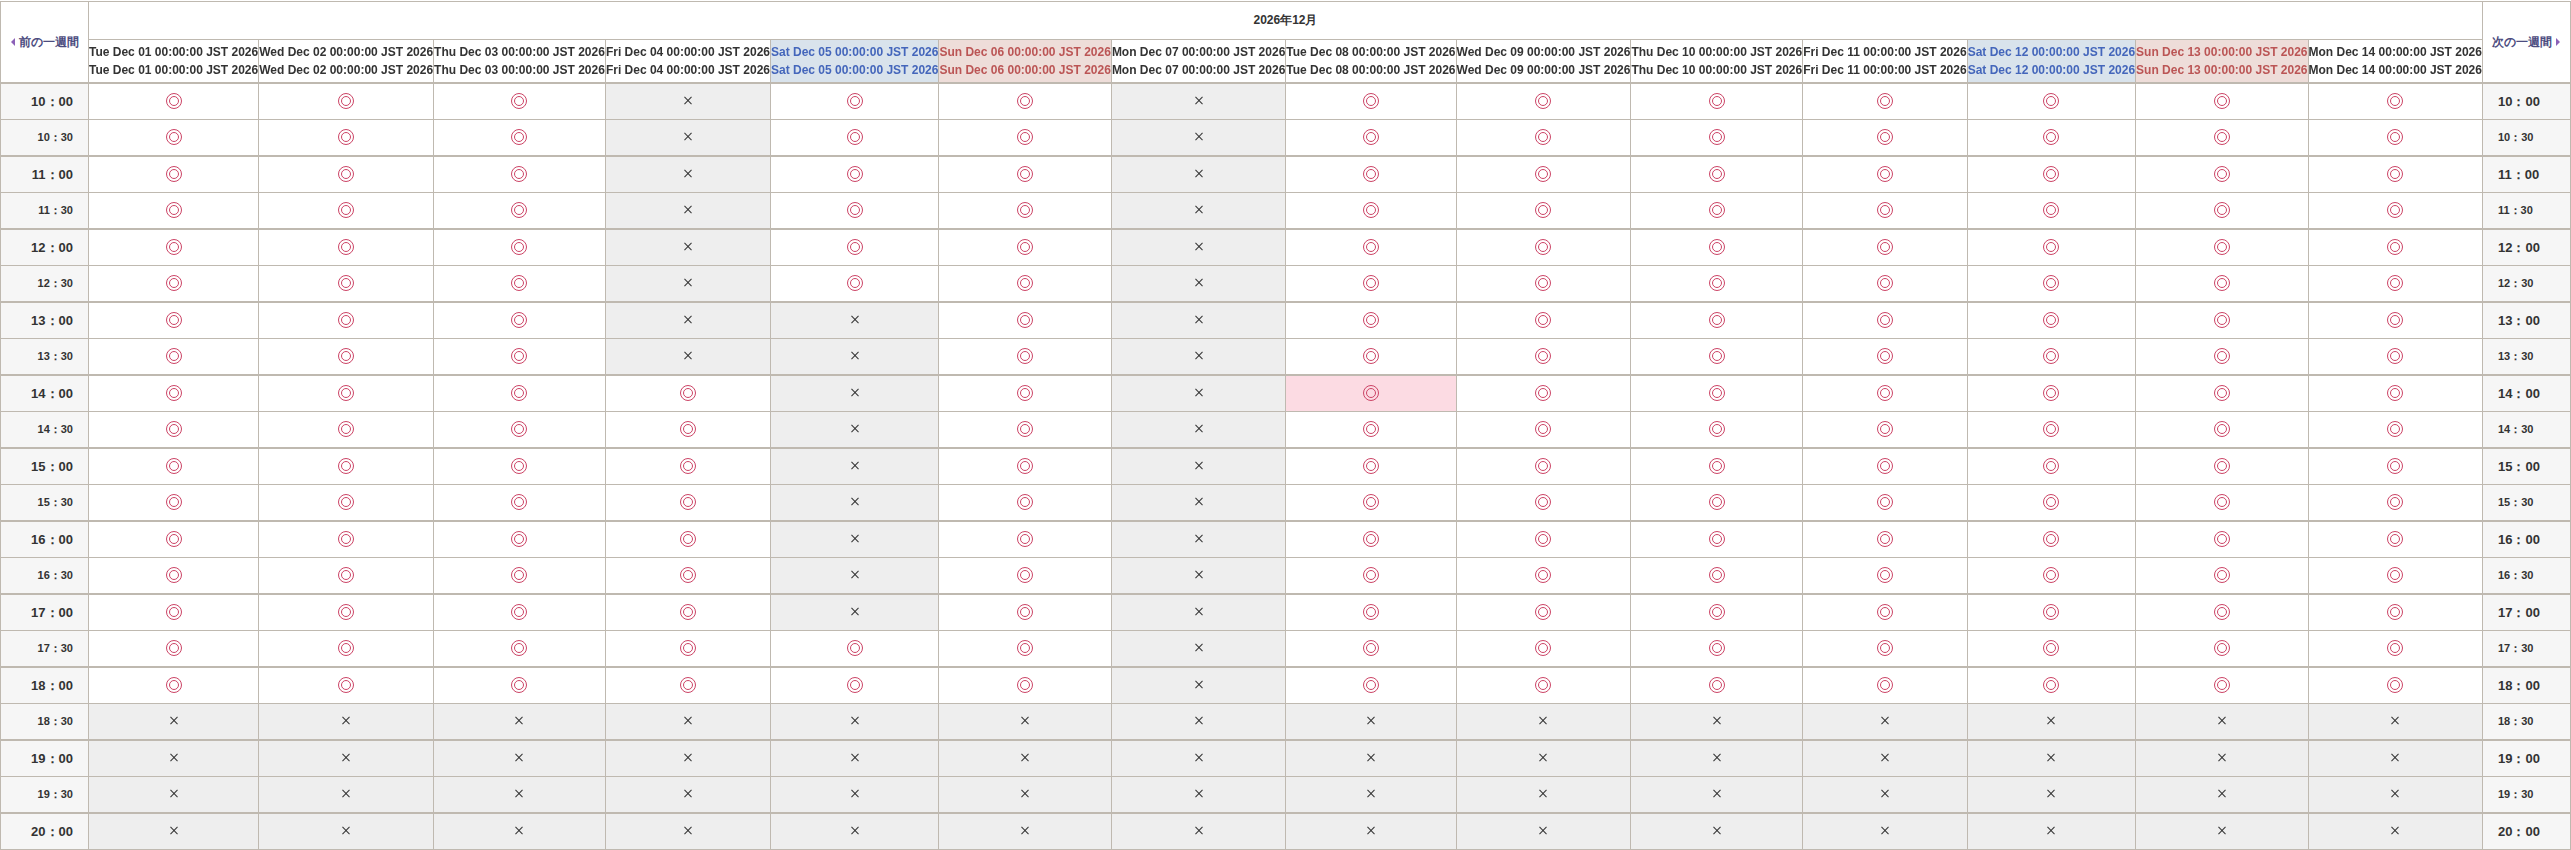 2026年12月
前の一週間
次の一週間
Tue Dec 01 00:00:00 JST 2026 Wed Dec 02 00:00:00 JST 2026 Thu Dec 03 00:00:00 JST 2026 Fri Dec 04 00:00:00 JST 2026 Sat Dec 05 00:00:00 JST 2026 Sun Dec 06 00:00:00 JST 2026 Mon Dec 07 00:00:00 JST 2026 Tue Dec 08 00:00:00 JST 2026 Wed Dec 09 00:00:00 JST 2026 Thu Dec 10 00:00:00 JST 2026 Fri Dec 11 00:00:00 JST 2026 Sat Dec 12 00:00:00 JST 2026 Sun Dec 13 00:00:00 JST 2026 Mon Dec 14 00:00:00 JST 2026
Tue Dec 01 00:00:00 JST 2026 Wed Dec 02 00:00:00 JST 2026 Thu Dec 03 00:00:00 JST 2026 Fri Dec 04 00:00:00 JST 2026 Sat Dec 05 00:00:00 JST 2026 Sun Dec 06 00:00:00 JST 2026 Mon Dec 07 00:00:00 JST 2026 Tue Dec 08 00:00:00 JST 2026 Wed Dec 09 00:00:00 JST 2026 Thu Dec 10 00:00:00 JST 2026 Fri Dec 11 00:00:00 JST 2026 Sat Dec 12 00:00:00 JST 2026 Sun Dec 13 00:00:00 JST 2026 Mon Dec 14 00:00:00 JST 2026
10：00 ◎ ◎ ◎ × ◎ ◎ × ◎ ◎ ◎ ◎ ◎ ◎ ◎ 10：00
10：30 ◎ ◎ ◎ × ◎ ◎ × ◎ ◎ ◎ ◎ ◎ ◎ ◎ 10：30
11：00 ◎ ◎ ◎ × ◎ ◎ × ◎ ◎ ◎ ◎ ◎ ◎ ◎ 11：00
11：30 ◎ ◎ ◎ × ◎ ◎ × ◎ ◎ ◎ ◎ ◎ ◎ ◎ 11：30
12：00 ◎ ◎ ◎ × ◎ ◎ × ◎ ◎ ◎ ◎ ◎ ◎ ◎ 12：00
12：30 ◎ ◎ ◎ × ◎ ◎ × ◎ ◎ ◎ ◎ ◎ ◎ ◎ 12：30
13：00 ◎ ◎ ◎ × × ◎ × ◎ ◎ ◎ ◎ ◎ ◎ ◎ 13：00
13：30 ◎ ◎ ◎ × × ◎ × ◎ ◎ ◎ ◎ ◎ ◎ ◎ 13：30
14：00 ◎ ◎ ◎ ◎ × ◎ × ◎ ◎ ◎ ◎ ◎ ◎ ◎ 14：00
14：30 ◎ ◎ ◎ ◎ × ◎ × ◎ ◎ ◎ ◎ ◎ ◎ ◎ 14：30
15：00 ◎ ◎ ◎ ◎ × ◎ × ◎ ◎ ◎ ◎ ◎ ◎ ◎ 15：00
15：30 ◎ ◎ ◎ ◎ × ◎ × ◎ ◎ ◎ ◎ ◎ ◎ ◎ 15：30
16：00 ◎ ◎ ◎ ◎ × ◎ × ◎ ◎ ◎ ◎ ◎ ◎ ◎ 16：00
16：30 ◎ ◎ ◎ ◎ × ◎ × ◎ ◎ ◎ ◎ ◎ ◎ ◎ 16：30
17：00 ◎ ◎ ◎ ◎ × ◎ × ◎ ◎ ◎ ◎ ◎ ◎ ◎ 17：00
17：30 ◎ ◎ ◎ ◎ ◎ ◎ × ◎ ◎ ◎ ◎ ◎ ◎ ◎ 17：30
18：00 ◎ ◎ ◎ ◎ ◎ ◎ × ◎ ◎ ◎ ◎ ◎ ◎ ◎ 18：00
18：30 × × × × × × × × × × × × × × 18：30
19：00 × × × × × × × × × × × × × × 19：00
19：30 × × × × × × × × × × × × × × 19：30
20：00 × × × × × × × × × × × × × × 20：00